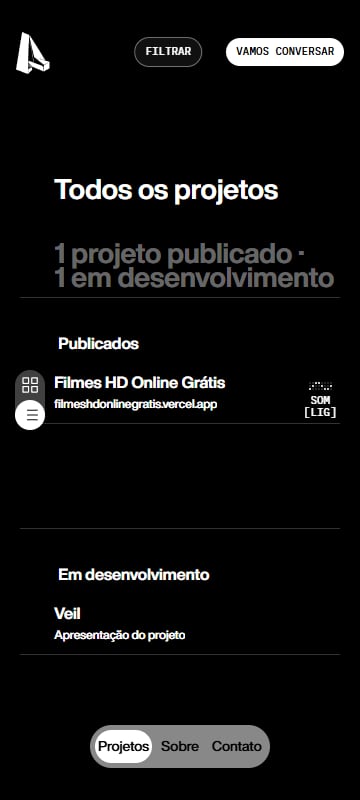 FILTRAR
VAMOS CONVERSAR
Todos os projetos
1 projeto publicado ·
1 em desenvolvimento
Publicados
Filmes HD Online Grátis
filmeshdonlinegratis.vercel.app
SOM
[LIG]
Em desenvolvimento
Veil
Apresentação do projeto
Projetos
Sobre
Contato